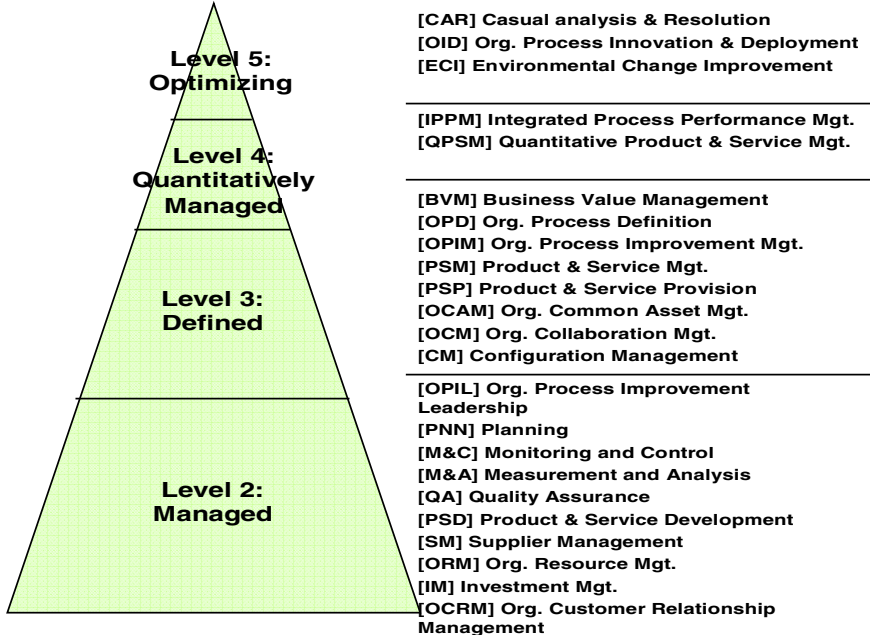 Level 5:
Optimizing
Level 4:
Quantitatively
Managed
Level 3:
Defined
Level 2:
Managed
[CAR] Casual analysis & Resolution
[OID] Org. Process Innovation & Deployment
[ECI] Environmental Change Improvement
[IPPM] Integrated Process Performance Mgt.
[QPSM] Quantitative Product & Service Mgt.
[BVM] Business Value Management
[OPD] Org. Process Definition
[OPIM] Org. Process Improvement Mgt.
[PSM] Product & Service Mgt.
[PSP] Product & Service Provision
[OCAM] Org. Common Asset Mgt.
[OCM] Org. Collaboration Mgt.
[CM] Configuration Management
[OPIL] Org. Process Improvement
Leadership
[PNN] Planning
[M&C] Monitoring and Control
[M&A] Measurement and Analysis
[QA] Quality Assurance
[PSD] Product & Service Development
[SM] Supplier Management
[ORM] Org. Resource Mgt.
[IM] Investment Mgt.
[OCRM] Org. Customer Relationship
Management